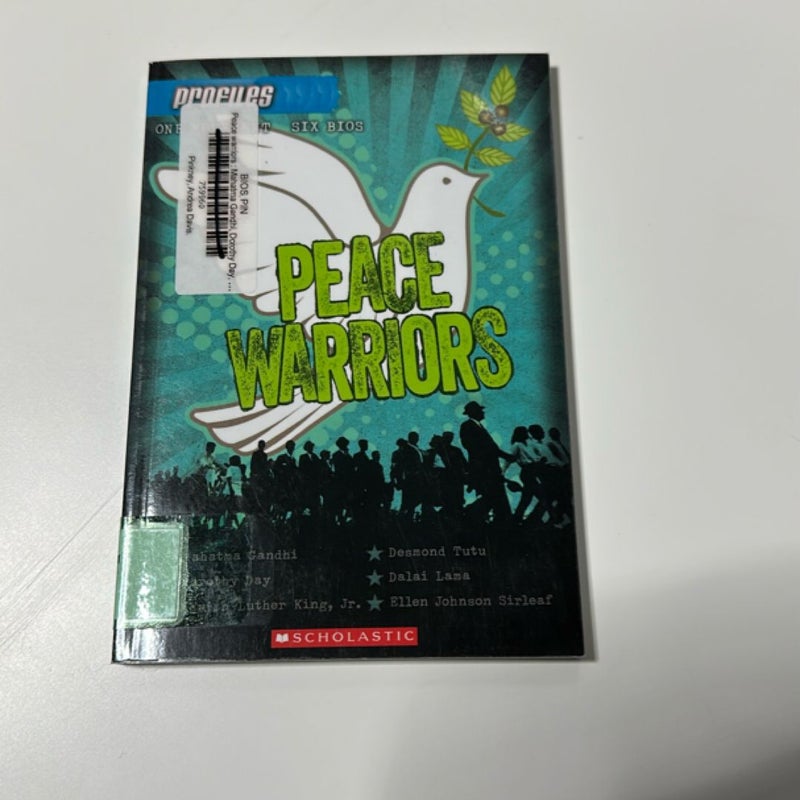 PROFILES
ONE T SIX BIOS
BIOS PIN
Peace warriors : Mahatma Gandhi, Dorothy Day, ...
759960
Pinkney, Andrea Davis.
PEACE
WARRIORS
Gandhi ★ Desmond Tutu
Day ★ Dalai Lama
Luther King, Jr. ★ Ellen Johnson Sirleaf
SCHOLASTIC